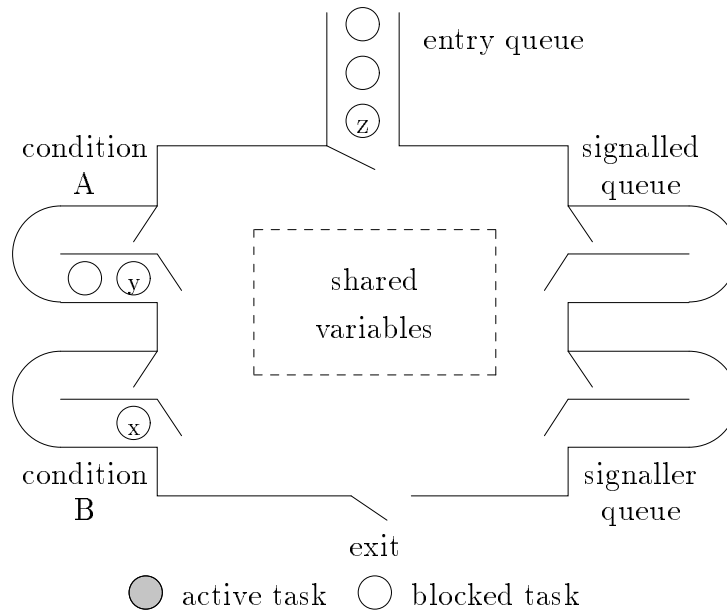 entry queue
z
condition
A
signalled
queue
y
shared
variables
x
condition
B
signaller
queue
exit
active task
blocked task